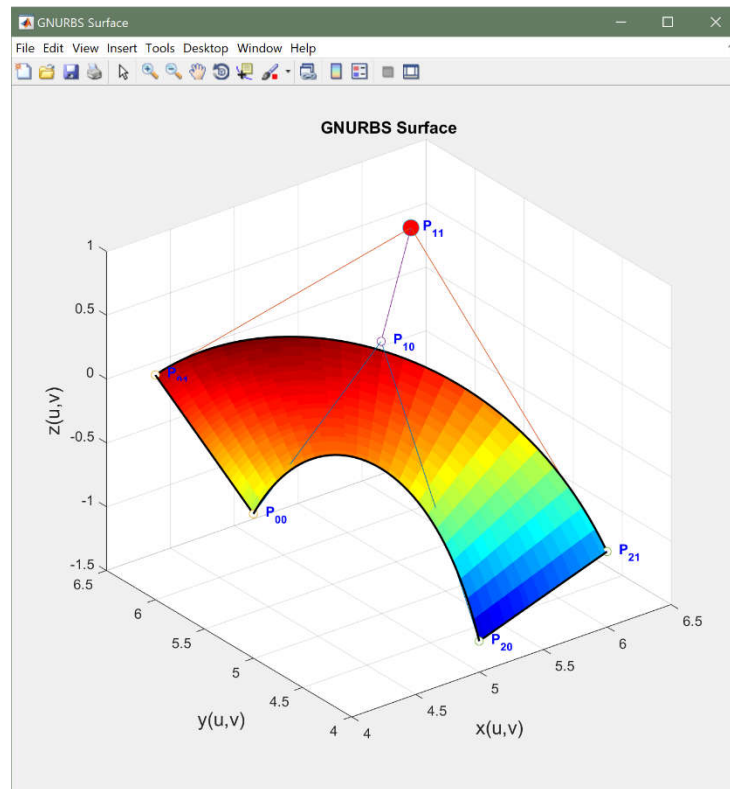 GNURBS Surface
File Edit View Insert Tools Desktop Window Help
GNURBS Surface
P11
P10
P01
P00
P21
P20
z(u,v)
1
0.5
0
-0.5
-1
-1.5
y(u,v)
6.5
6
5.5
5
4.5
4
x(u,v)
4
4.5
5
5.5
6
6.5